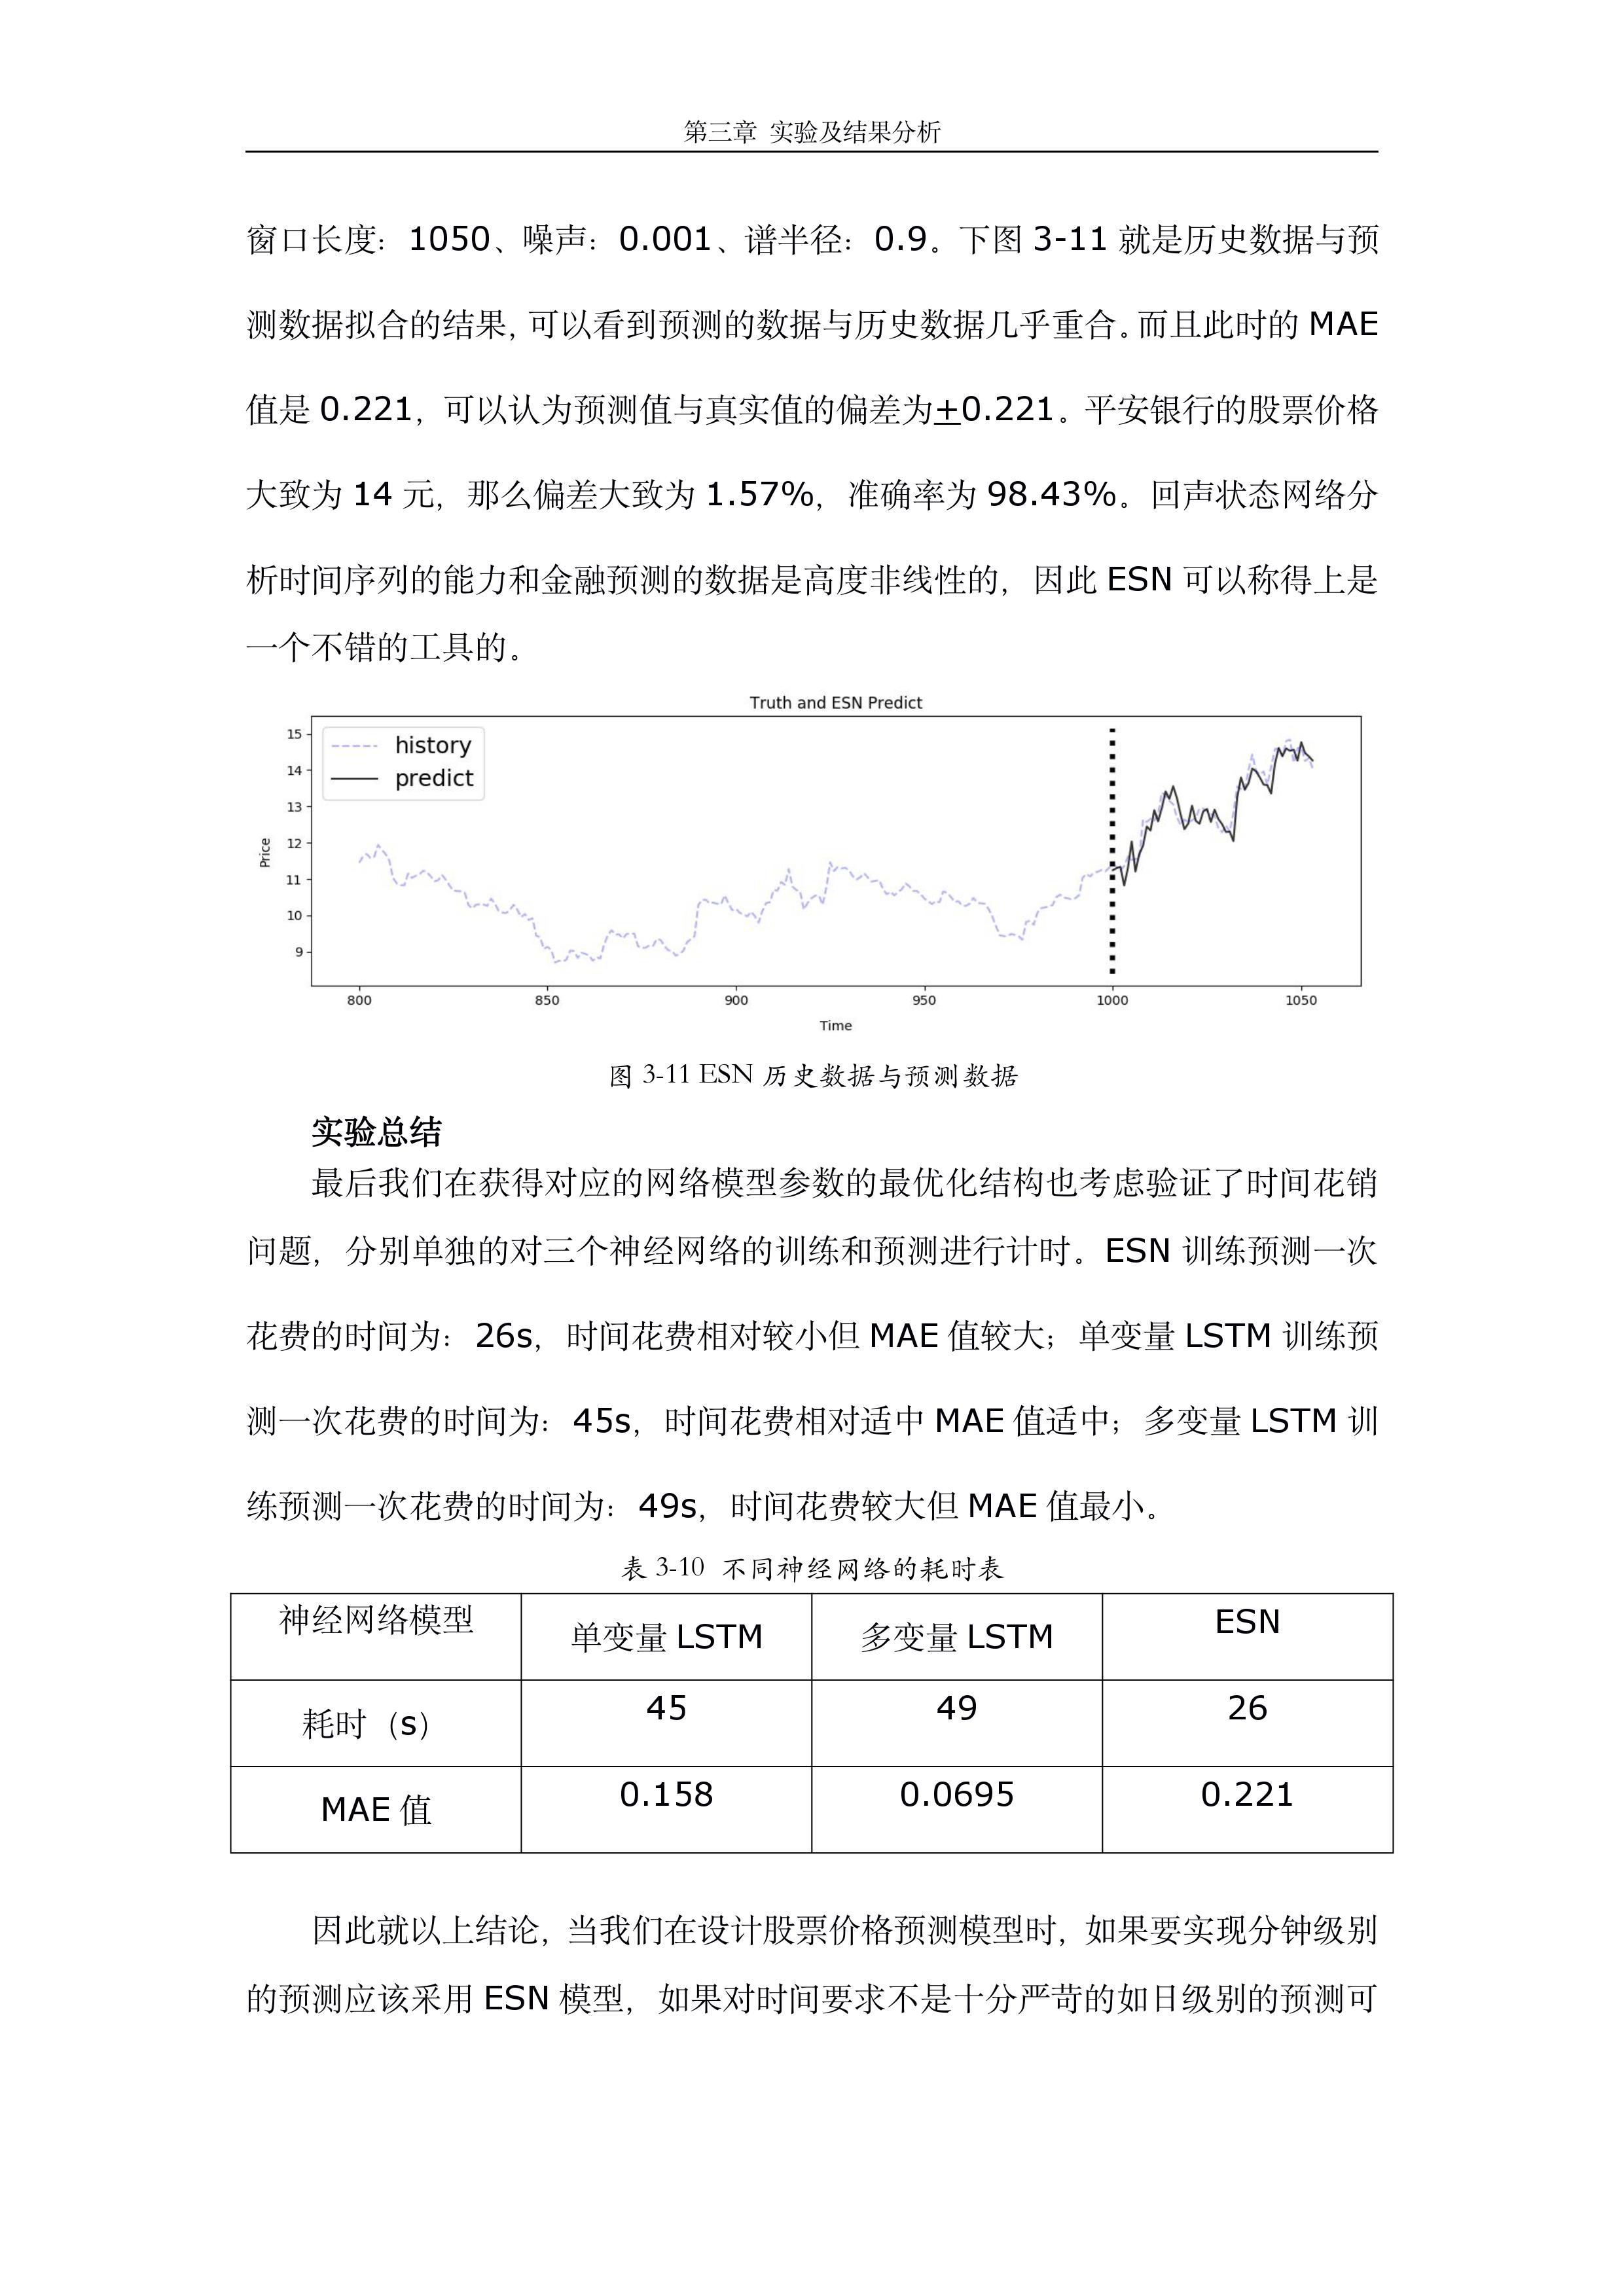 第三章 实验及结果分析
窗口长度：1050、噪声：0.001、谱半径：0.9。下图 3-11 就是历史数据与预
测数据拟合的结果，可以看到预测的数据与历史数据几乎重合。而且此时的 MAE
值是 0.221，可以认为预测值与真实值的偏差为±0.221。平安银行的股票价格
大致为 14 元，那么偏差大致为 1.57%，准确率为 98.43%。回声状态网络分
析时间序列的能力和金融预测的数据是高度非线性的，因此 ESN 可以称得上是
一个不错的工具的。
Truth and ESN Predict
history
predict
Price
15
14
13
12
11
10
9
800 850 900 950 1000 1050
Time
图 3-11 ESN 历史数据与预测数据
实验总结
最后我们在获得对应的网络模型参数的最优化结构也考虑验证了时间花销
问题，分别单独的对三个神经网络的训练和预测进行计时。ESN 训练预测一次
花费的时间为：26s，时间花费相对较小但 MAE 值较大；单变量 LSTM 训练预
测一次花费的时间为：45s，时间花费相对适中 MAE 值适中；多变量 LSTM 训
练预测一次花费的时间为：49s，时间花费较大但 MAE 值最小。
表 3-10 不同神经网络的耗时表
神经网络模型 单变量 LSTM 多变量 LSTM ESN
耗时（s） 45 49 26
MAE 值 0.158 0.0695 0.221
因此就以上结论，当我们在设计股票价格预测模型时，如果要实现分钟级别
的预测应该采用 ESN 模型，如果对时间要求不是十分严苛的如日级别的预测可